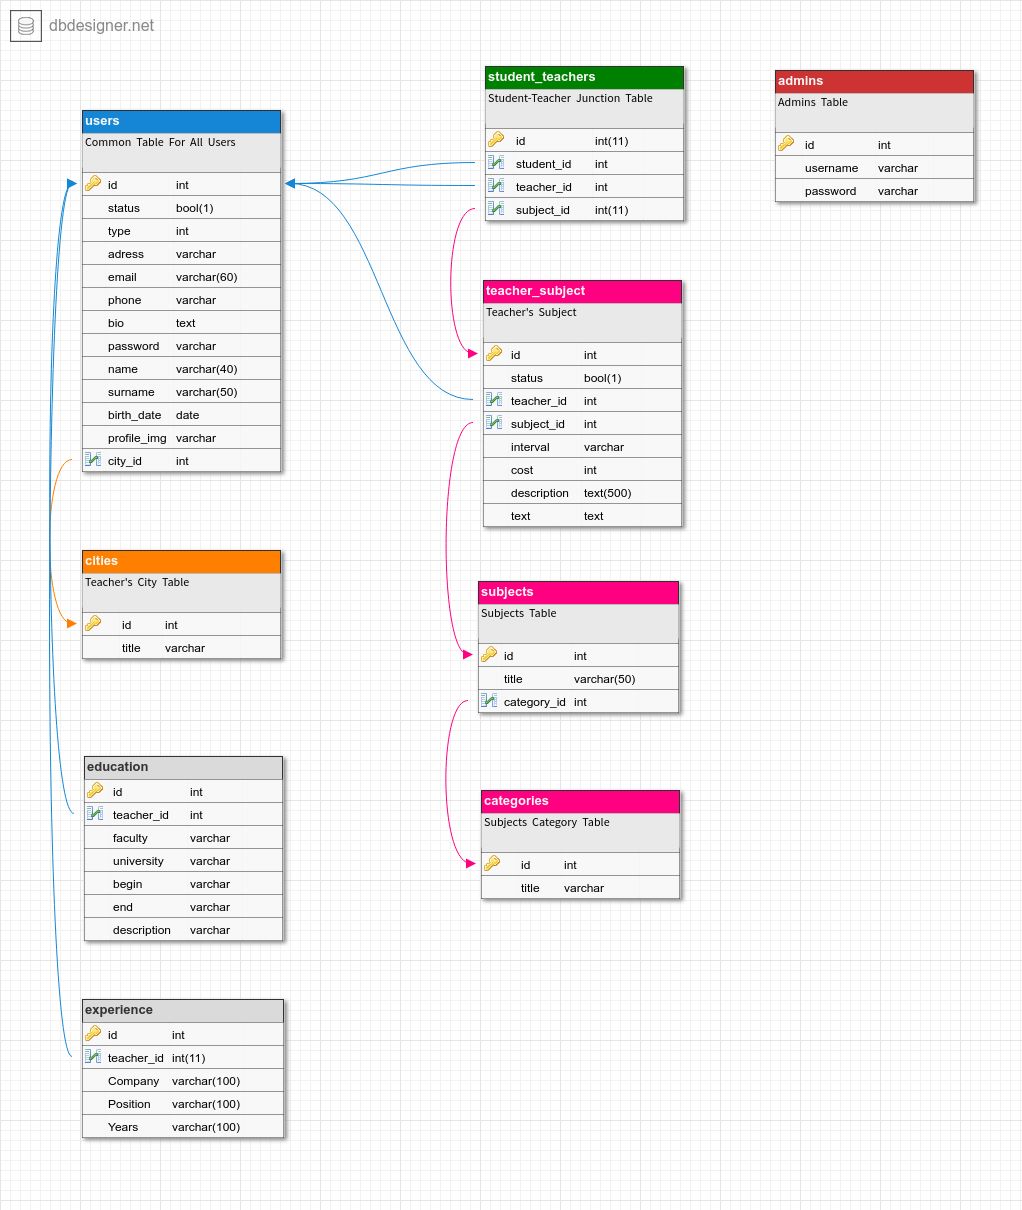 dbdesigner.net
users
Common Table For All Users
id int
status bool(1)
type int
adress varchar
email varchar(60)
phone varchar
bio text
password varchar
name varchar(40)
surname varchar(50)
birth_date date
profile_img varchar
city_id int
cities
Teacher's City Table
id int
title varchar
education
id int
teacher_id int
faculty varchar
university varchar
begin varchar
end varchar
description varchar
experience
id int
teacher_id int(11)
Company varchar(100)
Position varchar(100)
Years varchar(100)
student_teachers
Student-Teacher Junction Table
id int(11)
student_id int
teacher_id int
subject_id int(11)
teacher_subject
Teacher's Subject
id int
status bool(1)
teacher_id int
subject_id int
interval varchar
cost int
description text(500)
text text
subjects
Subjects Table
id int
title varchar(50)
category_id int
categories
Subjects Category Table
id int
title varchar
admins
Admins Table
id int
username varchar
password varchar